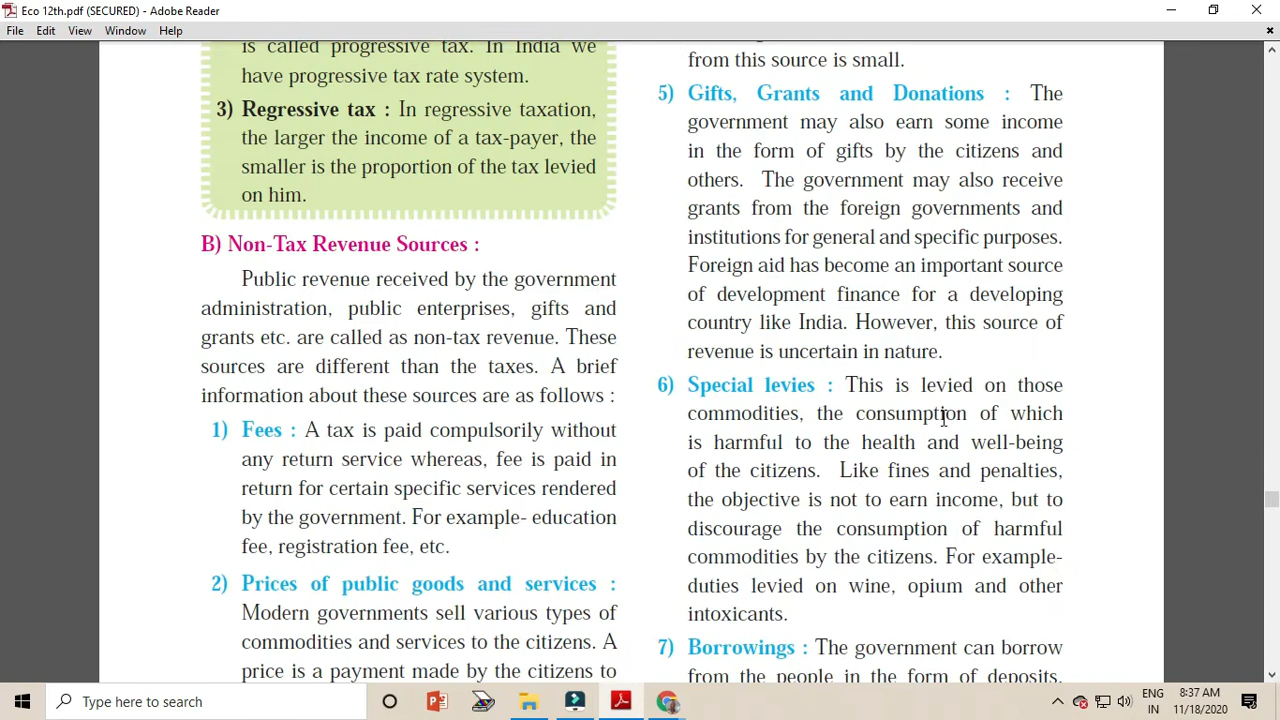 Eco 12th.pdf (SECURED) - Adobe Reader
File Edit View Window Help
is called progressive tax. In India we
have progressive tax rate system.
3) Regressive tax : In regressive taxation,
the larger the income of a tax-payer, the
smaller is the proportion of the tax levied
on him.
B) Non-Tax Revenue Sources :
Public revenue received by the government
administration, public enterprises, gifts and
grants etc. are called as non-tax revenue. These
sources are different than the taxes. A brief
information about these sources are as follows :
1) Fees : A tax is paid compulsorily without
any return service whereas, fee is paid in
return for certain specific services rendered
by the government. For example- education
fee, registration fee, etc.
2) Prices of public goods and services :
Modern governments sell various types of
commodities and services to the citizens. A
price is a payment made by the citizens to
from this source is small.
5) Gifts, Grants and Donations : The
government may also earn some income
in the form of gifts by the citizens and
others. The government may also receive
grants from the foreign governments and
institutions for general and specific purposes.
Foreign aid has become an important source
of development finance for a developing
country like India. However, this source of
revenue is uncertain in nature.
6) Special levies : This is levied on those
commodities, the consumption of which
is harmful to the health and well-being
of the citizens. Like fines and penalties,
the objective is not to earn income, but to
discourage the consumption of harmful
commodities by the citizens. For example-
duties levied on wine, opium and other
intoxicants.
7) Borrowings : The government can borrow
from the people in the form of deposits,
Type here to search
ENG
IN
8:37 AM
11/18/2020